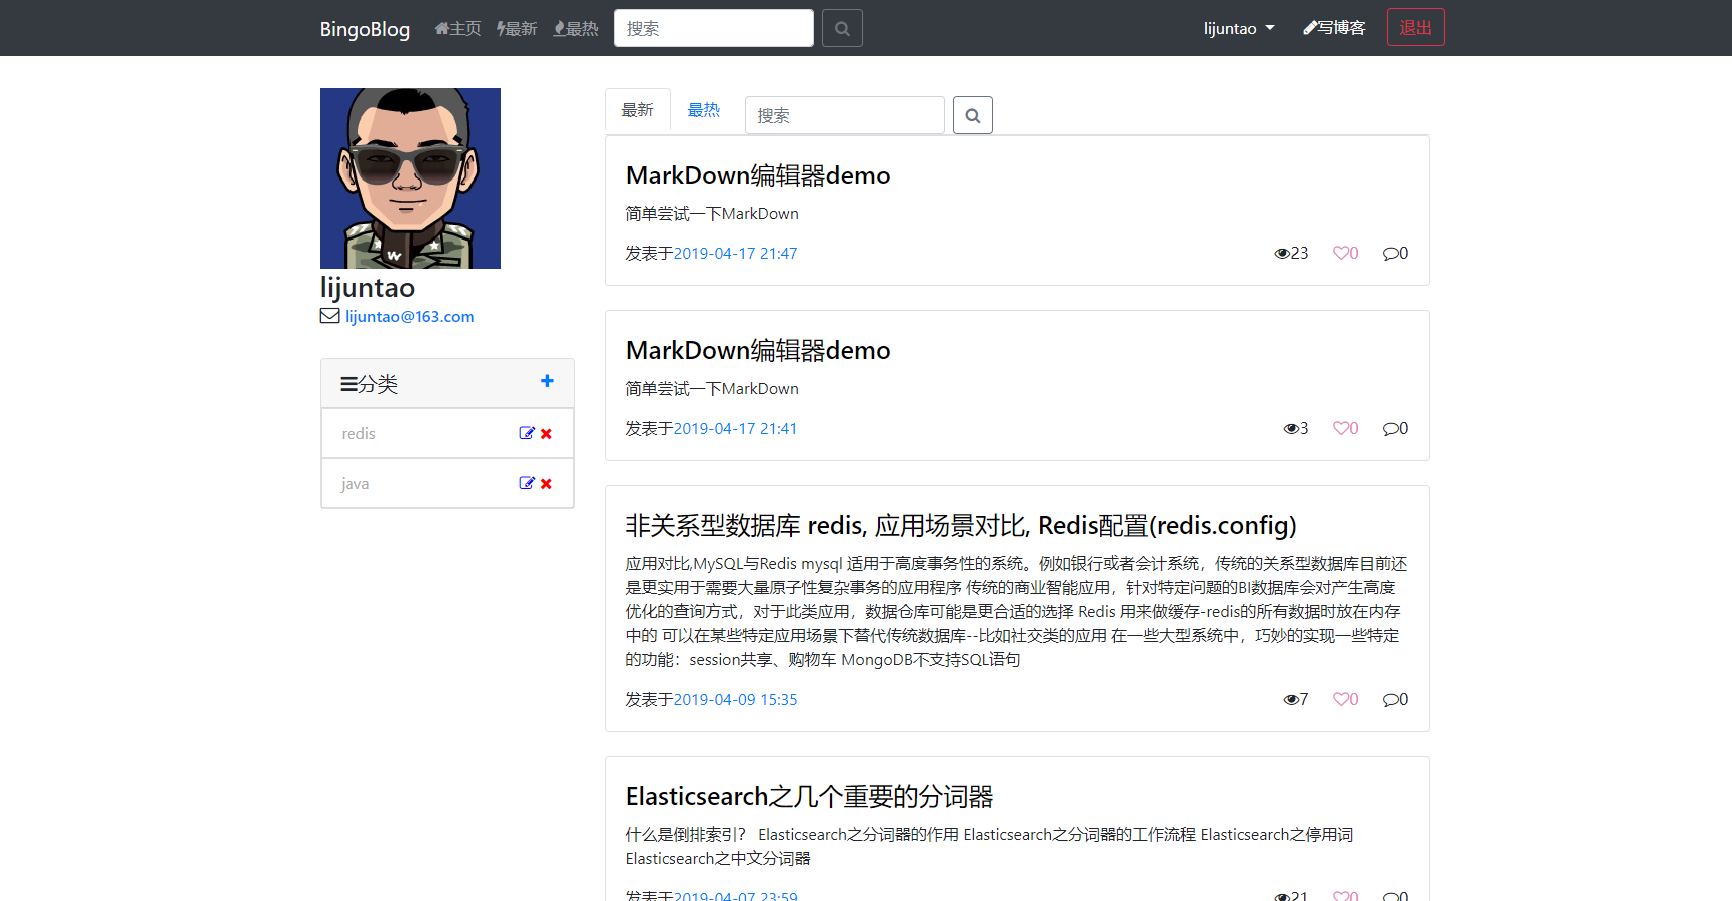 BingoBlog 主页 最新 最热 搜索 lijuntao 写博客 退出
最新 最热 搜索
W
lijuntao
lijuntao@163.com
分类
redis
java
MarkDown编辑器demo
简单尝试一下MarkDown
发表于2019-04-17 21:47 23 0 0
MarkDown编辑器demo
简单尝试一下MarkDown
发表于2019-04-17 21:41 3 0 0
非关系型数据库 redis, 应用场景对比, Redis配置(redis.config)
应用对比,MySQL与Redis mysql 适用于高度事务性的系统。例如银行或者会计系统，传统的关系型数据库目前还
是更实用于需要大量原子性复杂事务的应用程序 传统的商业智能应用，针对特定问题的BI数据库会对产生高度
优化的查询方式，对于此类应用，数据仓库可能是更合适的选择 Redis 用来做缓存-redis的所有数据时放在内存
中的 可以在某些特定应用场景下替代传统数据库--比如社交类的应用 在一些大型系统中，巧妙的实现一些特定
的功能：session共享、购物车 MongoDB不支持SQL语句
发表于2019-04-09 15:35 7 0 0
Elasticsearch之几个重要的分词器
什么是倒排索引？ Elasticsearch之分词器的作用 Elasticsearch之分词器的工作流程 Elasticsearch之停用词
Elasticsearch之中文分词器
发表于2019-04-07 23:59 21 0 0